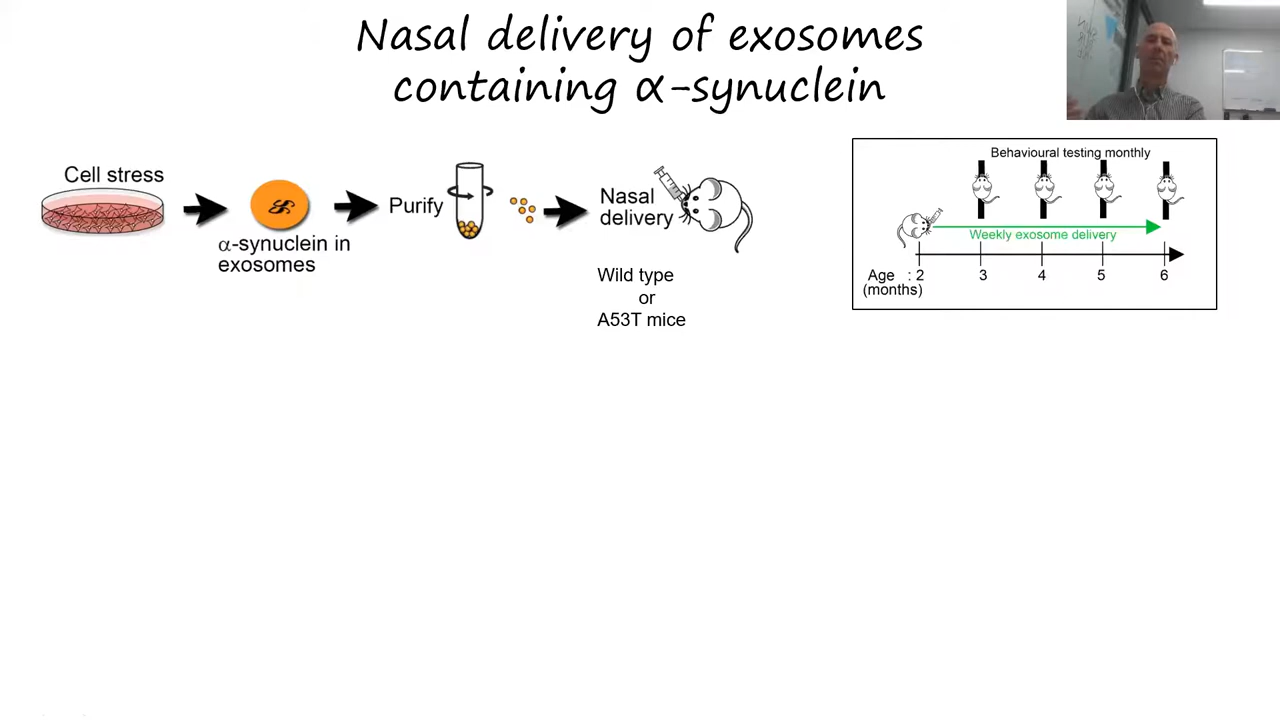 Nasal delivery of exosomes
containing α-synuclein
Cell stress
α-synuclein in
exosomes
Purify
Nasal
delivery
Wild type
or
A53T mice
Behavioural testing monthly
Weekly exosome delivery
Age : 2 3 4 5 6
(months)